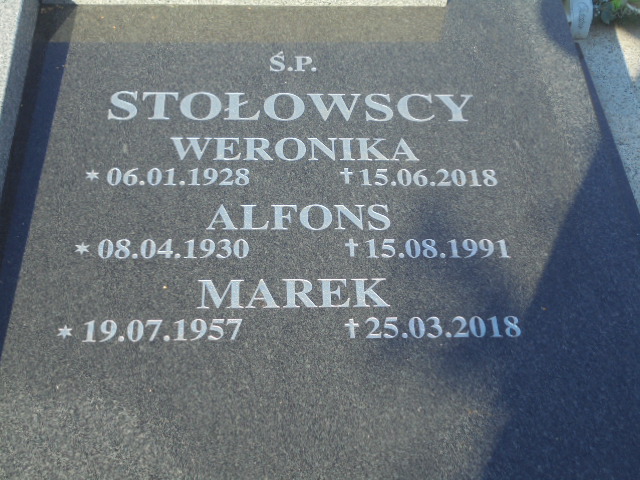 Ś.P.
STOŁOWSCY
WERONIKA
* 06.01.1928 † 15.06.2018
ALFONS
* 08.04.1930 † 15.08.1991
MAREK
* 19.07.1957 † 25.03.2018